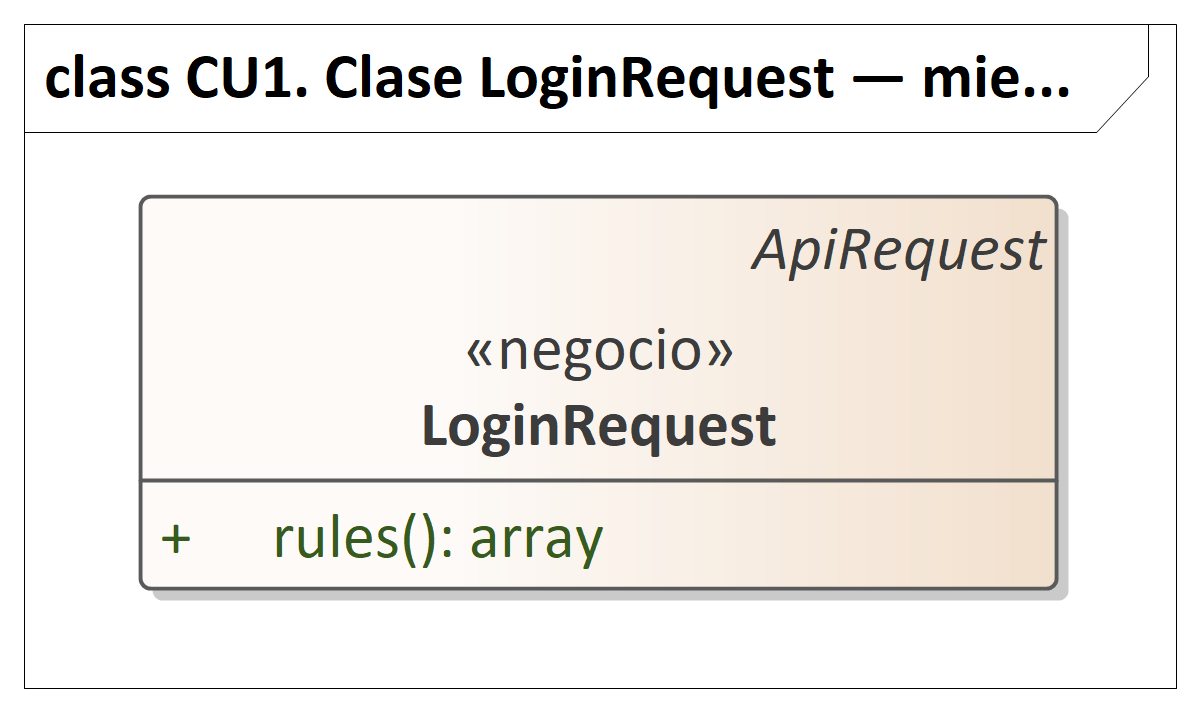 class CU1. Clase LoginRequest — mie...
ApiRequest
«negocio»
LoginRequest
+ rules(): array